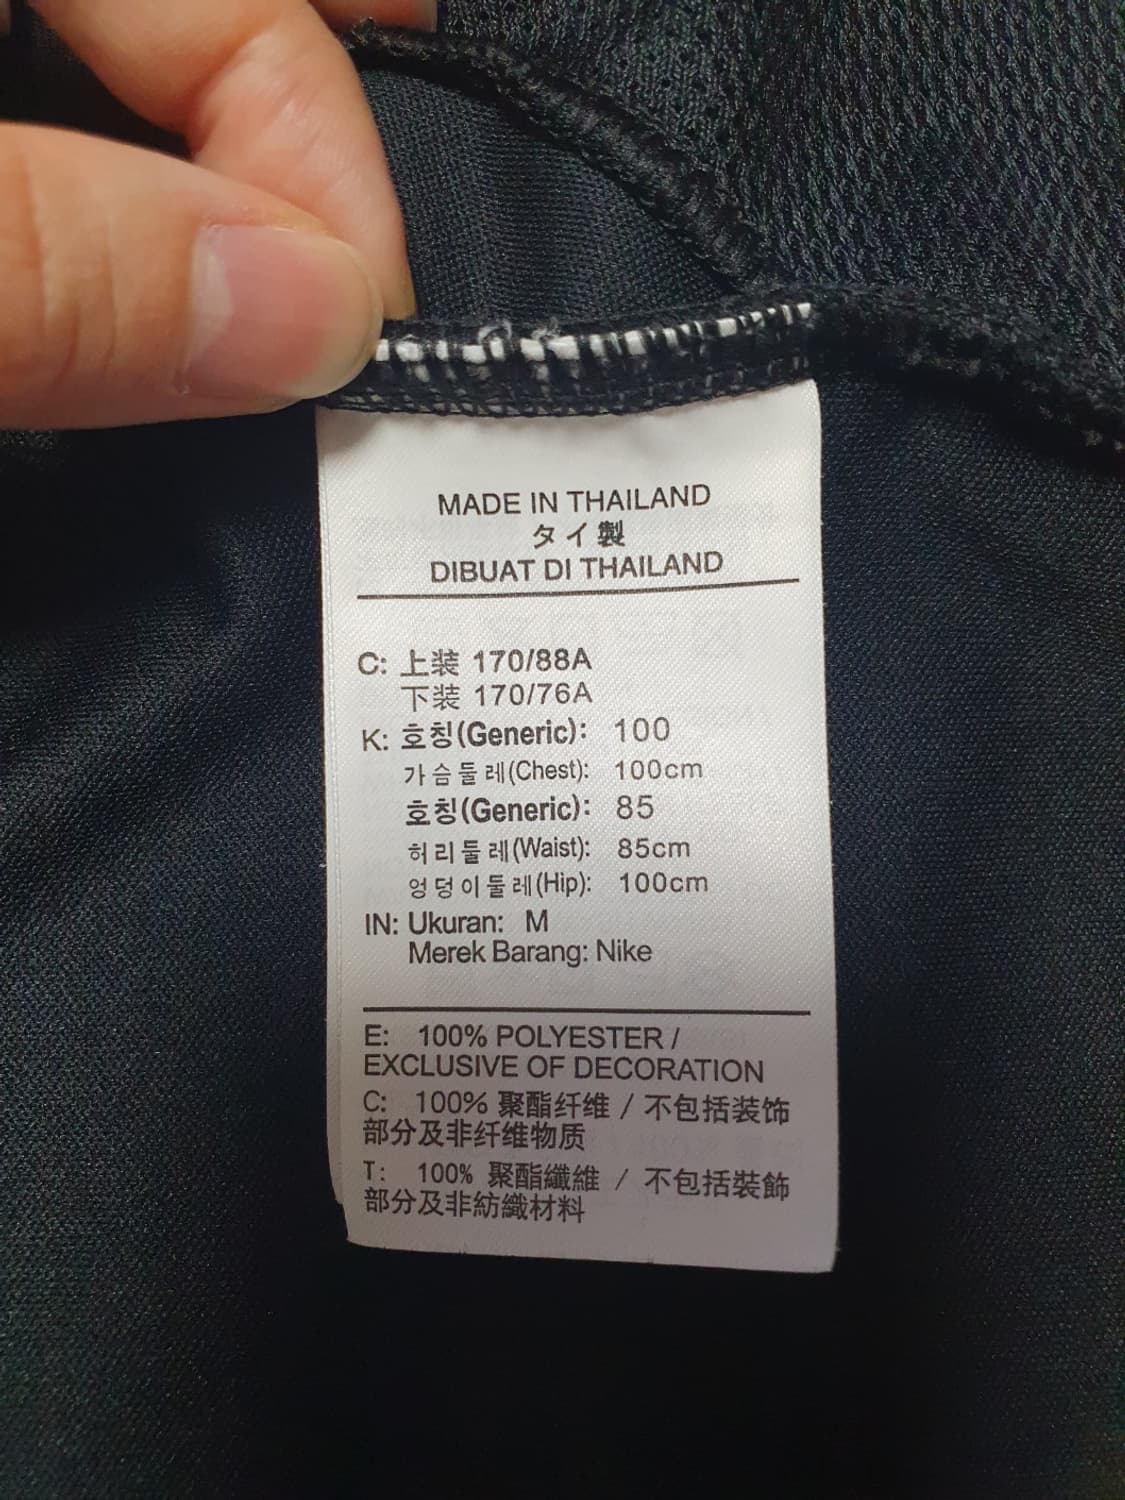 MADE IN THAILAND
タイ製
DIBUAT DI THAILAND
C: 上装 170/88A
下装 170/76A
K: 호칭(Generic): 100
가슴둘레(Chest): 100cm
호칭(Generic): 85
허리둘레(Waist): 85cm
엉덩이둘레(Hip): 100cm
IN: Ukuran: M
Merek Barang: Nike
E: 100% POLYESTER /
EXCLUSIVE OF DECORATION
C: 100% 聚酯纤维 / 不包括装饰
部分及非纤维物质
T: 100% 聚酯纖維 / 不包括裝飾
部分及非紡織材料